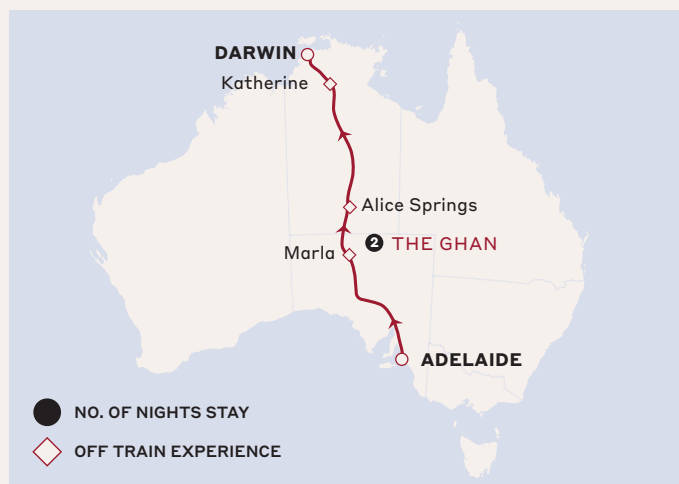 DARWIN
Katherine
Alice Springs
2 THE GHAN
Marla
ADELAIDE
NO. OF NIGHTS STAY
OFF TRAIN EXPERIENCE